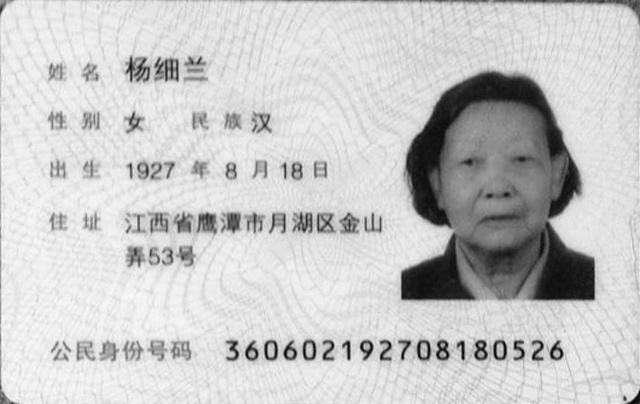 姓名 杨细兰
性别 女 民族 汉
出生 1927 年 8 月 18 日
住址 江西省鹰潭市月湖区金山
弄53号
公民身份号码 360602192708180526